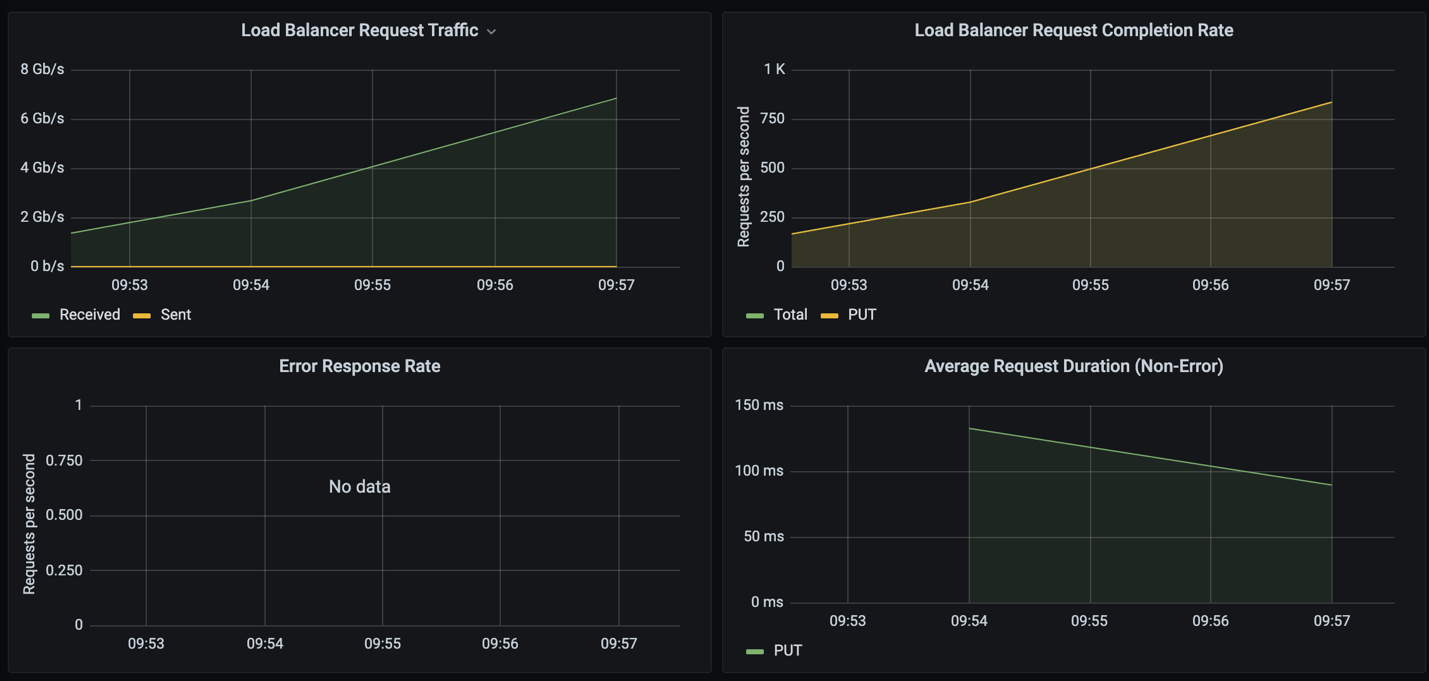 Load Balancer Request Traffic
8 Gb/s
6 Gb/s
4 Gb/s
2 Gb/s
0 b/s
09:53 09:54 09:55 09:56 09:57
Received Sent
Load Balancer Request Completion Rate
Requests per second
1 K
750
500
250
0
09:53 09:54 09:55 09:56 09:57
Total PUT
Error Response Rate
Requests per second
1
0.750
0.500
0.250
0
No data
09:53 09:54 09:55 09:56 09:57
Average Request Duration (Non-Error)
150 ms
100 ms
50 ms
0 ms
09:53 09:54 09:55 09:56 09:57
PUT